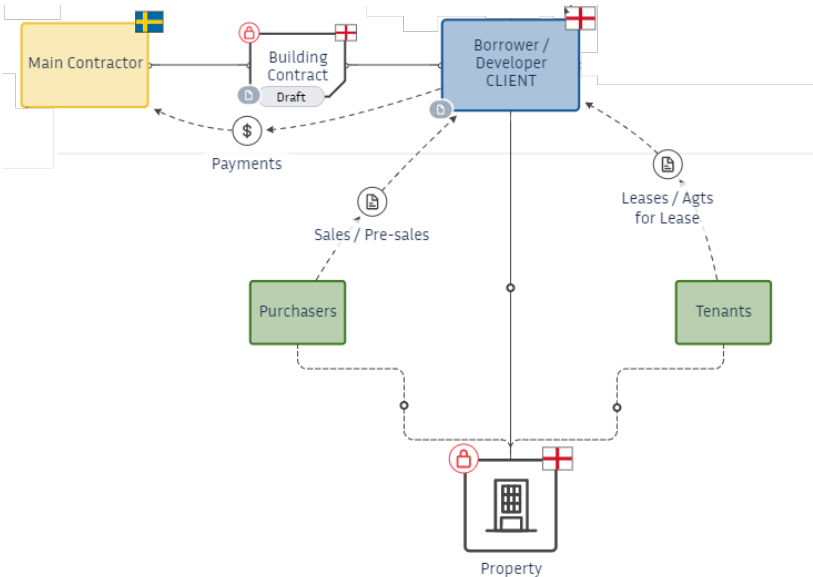 Main Contractor
Building
Contract
Draft
Borrower /
Developer
CLIENT
$
Payments
Leases / Agts
for Lease
Sales / Pre-sales
Purchasers
Tenants
Property